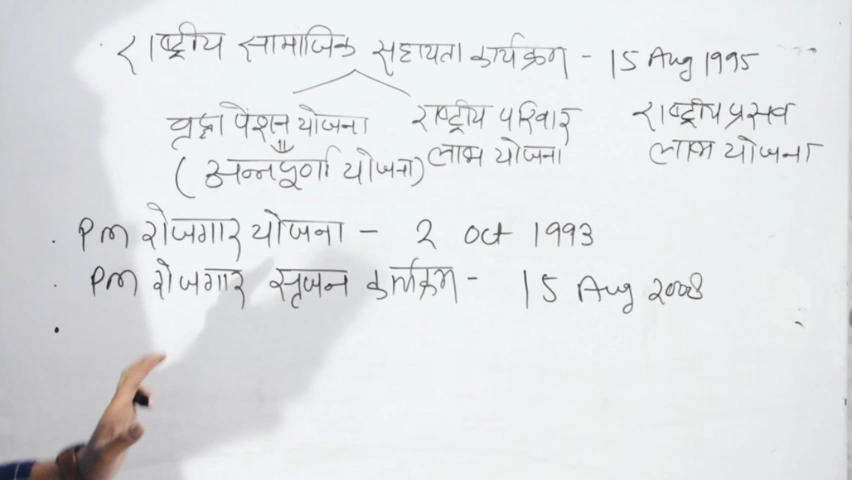 राष्ट्रीय सामाजिक सहायता कार्यक्रम - 15 Aug 1995
वृद्धा पेंशन योजना राष्ट्रीय परिवार राष्ट्रीय प्रसव
(अन्नपूर्णा योजना) लाभ योजना लाभ योजना
PM रोजगार योजना - 2 Oct 1993
PM रोजगार सृजन कार्यक्रम - 15 Aug 2008